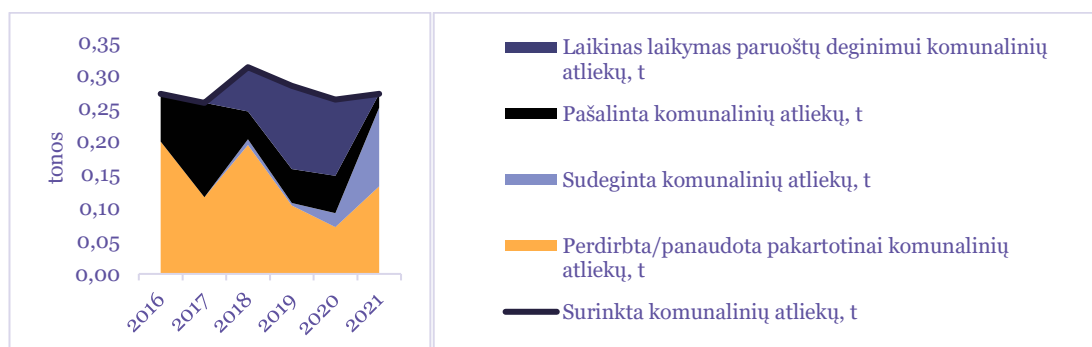 0,35
0,30
0,25
0,20
0,15
0,10
0,05
0,00
tonos
2016
2017
2018
2019
2020
2021
Laikinas laikymas paruoštų deginimui komunalinių
atliekų, t
Pašalinta komunalinių atliekų, t
Sudeginta komunalinių atliekų, t
Perdirbta/panaudota pakartotinai komunalinių
atliekų, t
Surinkta komunalinių atliekų, t